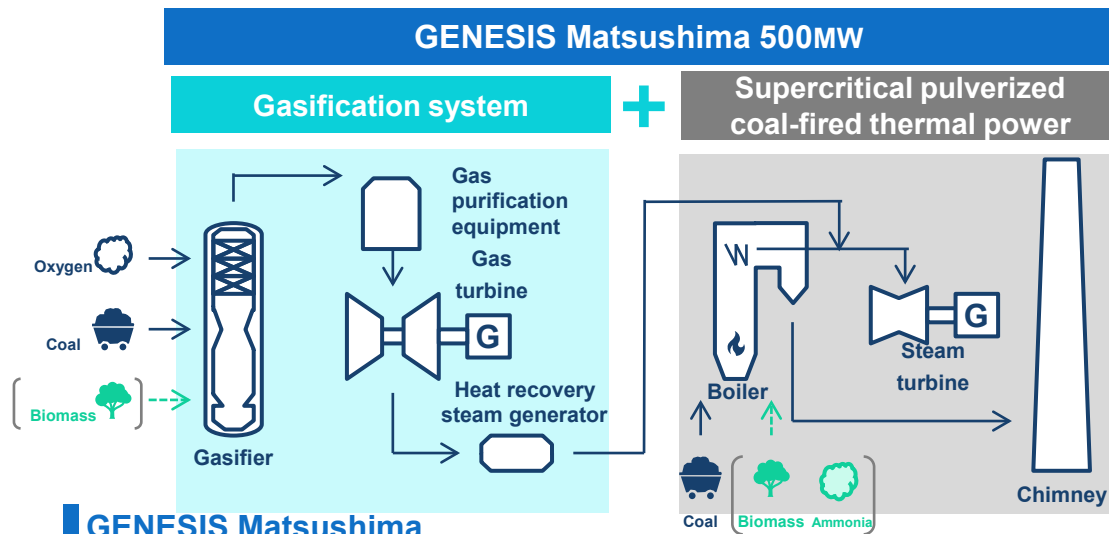 GENESIS Matsushima 500MW
Gasification system
+
Supercritical pulverized
coal-fired thermal power
Gas
purification
equipment
Gas
turbine
Oxygen
Coal
Biomass
Gasifier
G
Heat recovery
steam generator
Boiler
G
Steam
turbine
Coal
Biomass
Ammonia
Chimney
GENESIS Matsushima